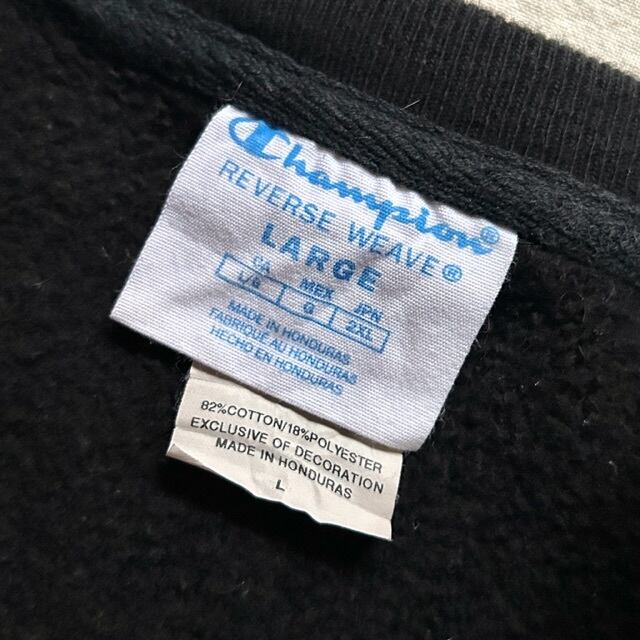 Champion®
REVERSE WEAVE®
LARGE
CA MEX JPN
L/G G 2XL
MADE IN HONDURAS
FABRIQUÉ AU HONDURAS
HECHO EN HONDURAS
82%COTTON/18%POLYESTER
EXCLUSIVE OF DECORATION
MADE IN HONDURAS
L